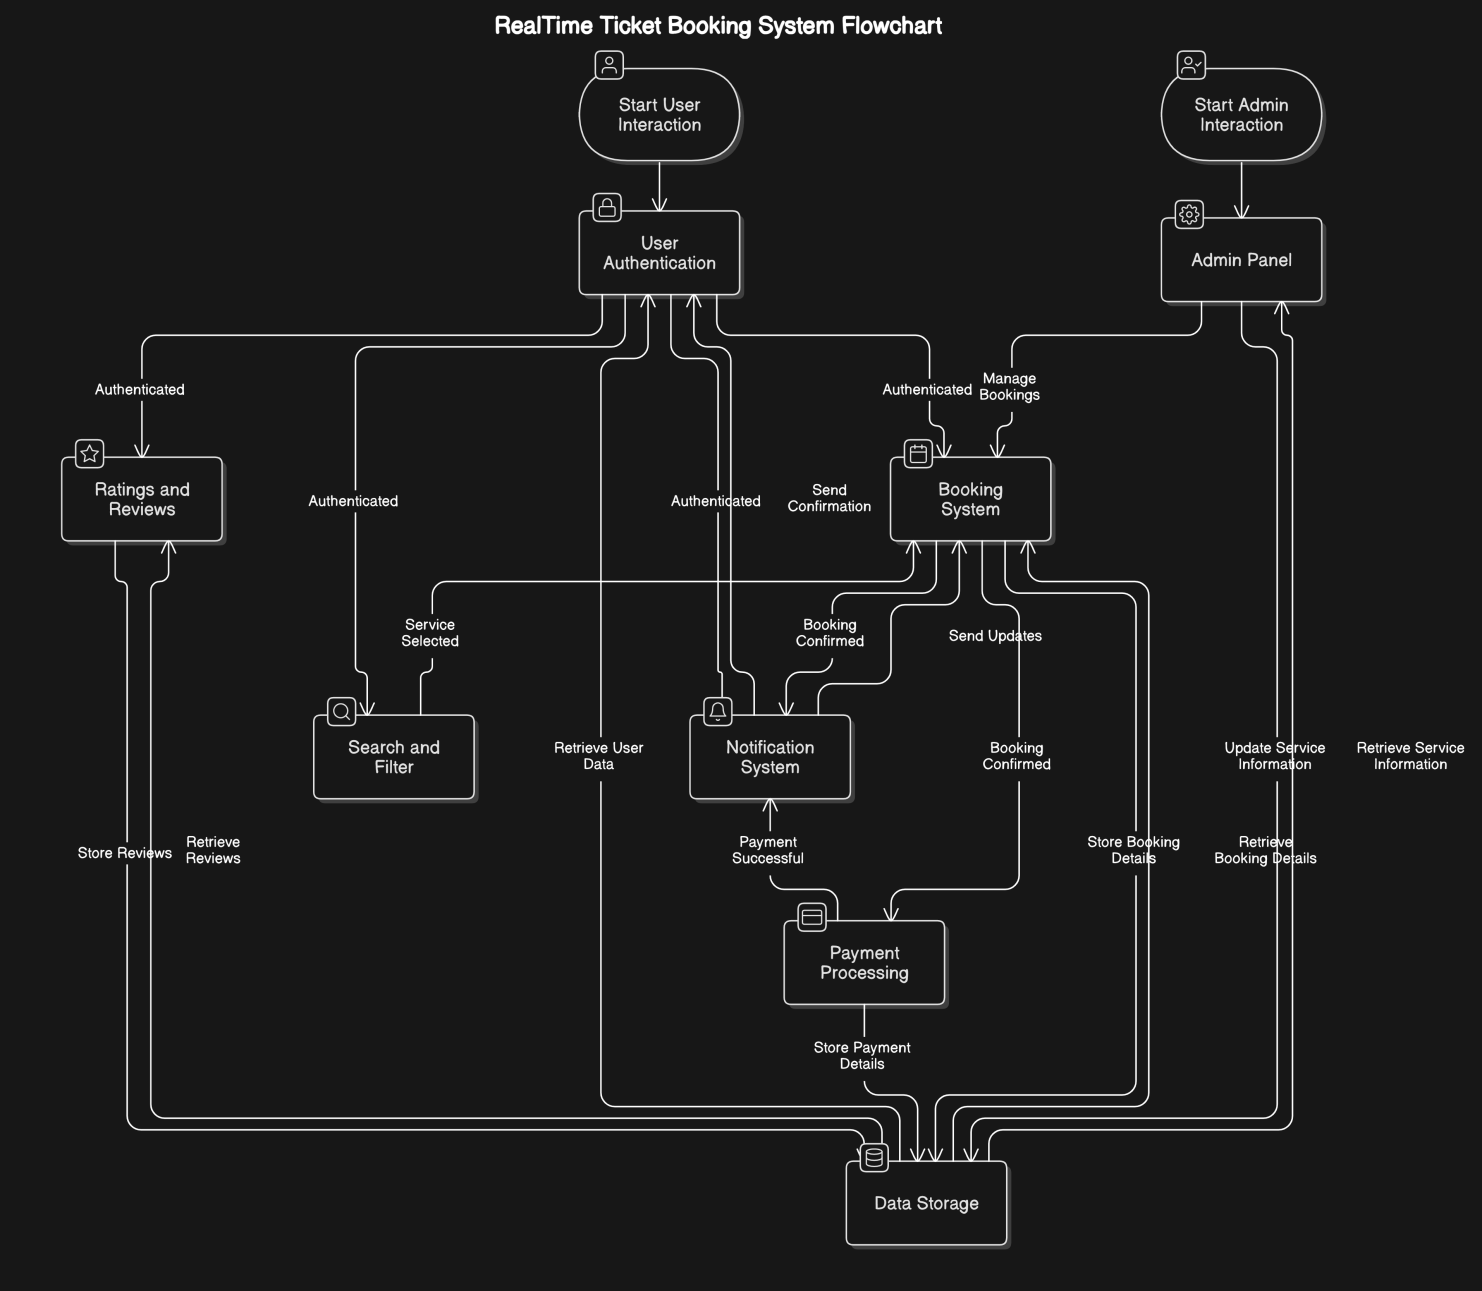 RealTime Ticket Booking System Flowchart
Start User
Interaction
Start Admin
Interaction
User
Authentication
Admin Panel
Authenticated
Authenticated
Manage
Bookings
Ratings and
Reviews
Authenticated
Authenticated
Send
Confirmation
Booking
System
Service
Selected
Booking
Confirmed
Send Updates
Search and
Filter
Retrieve User
Data
Notification
System
Booking
Confirmed
Update Service
Information
Retrieve Service
Information
Store Reviews
Retrieve
Reviews
Payment
Successful
Store Booking
Details
Retrieve
Booking Details
Payment
Processing
Store Payment
Details
Data Storage